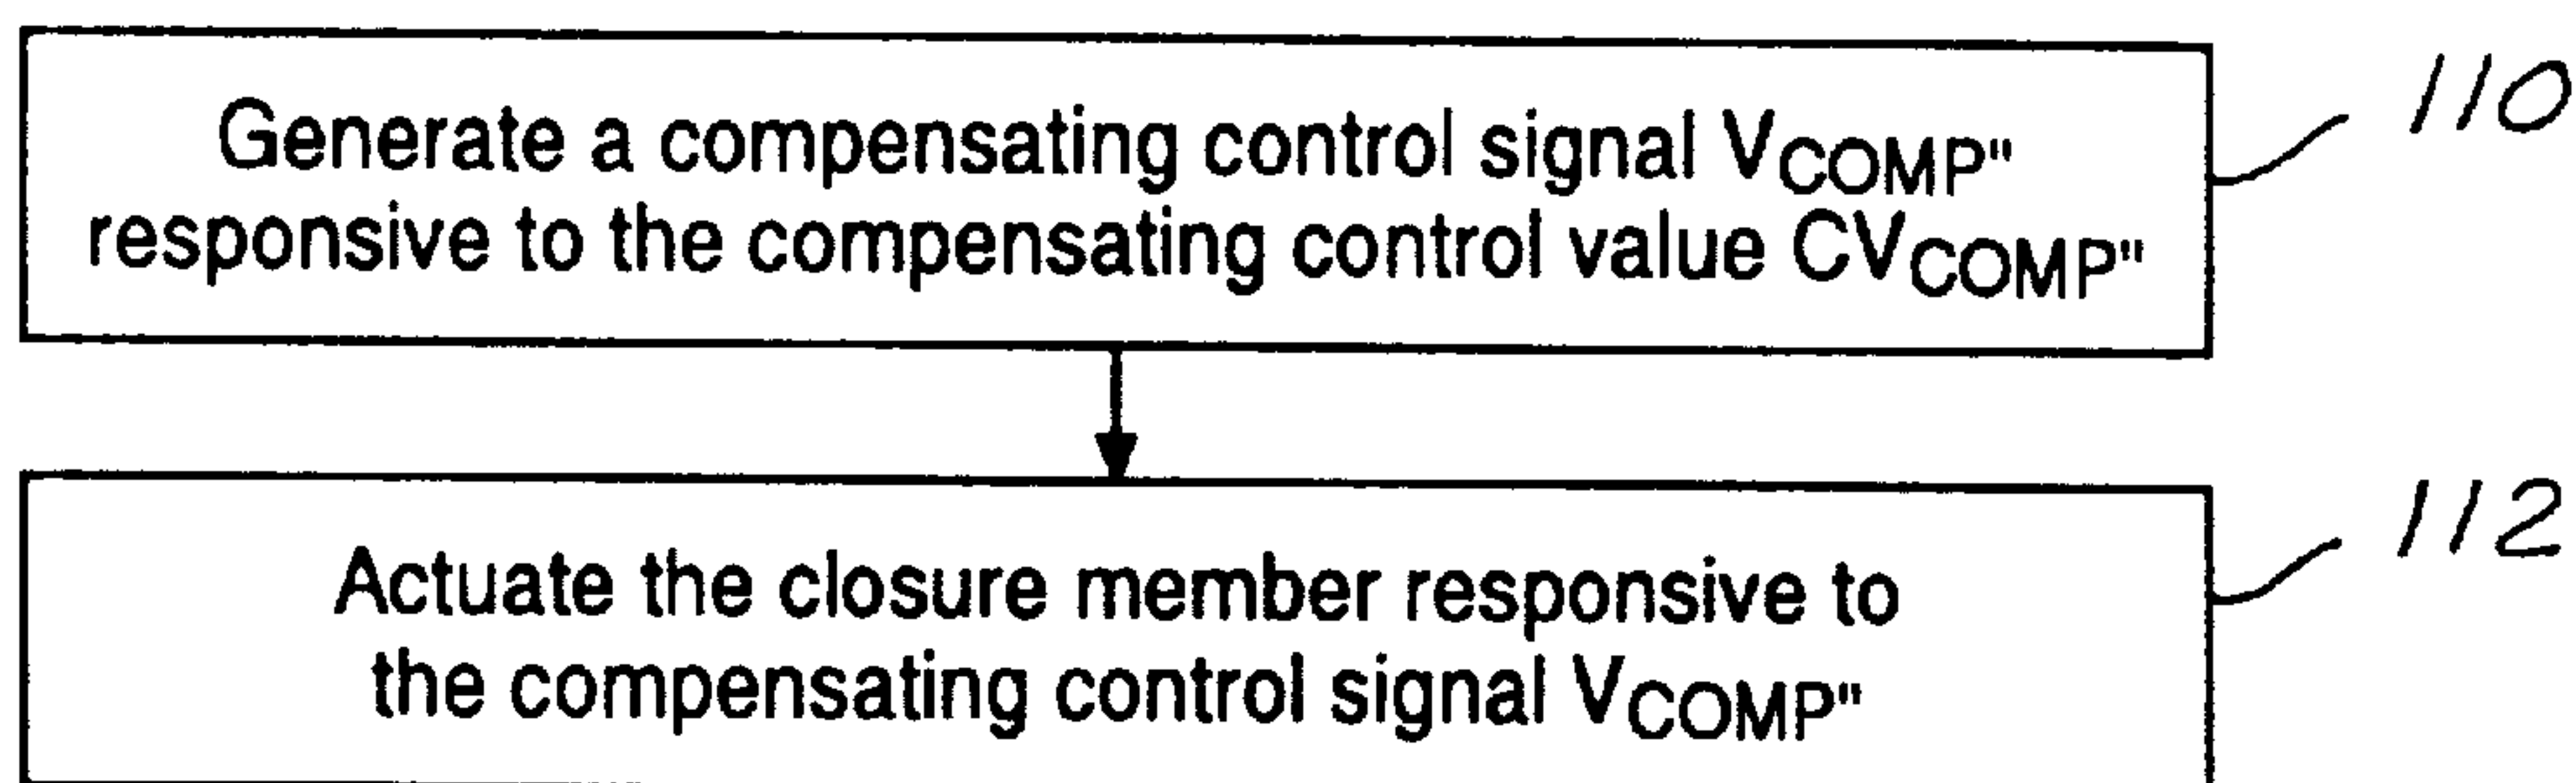 Generate a compensating control signal VCOMP"
responsive to the compensating control value CVCOMP"
110
Actuate the closure member responsive to
the compensating control signal VCOMP"
112